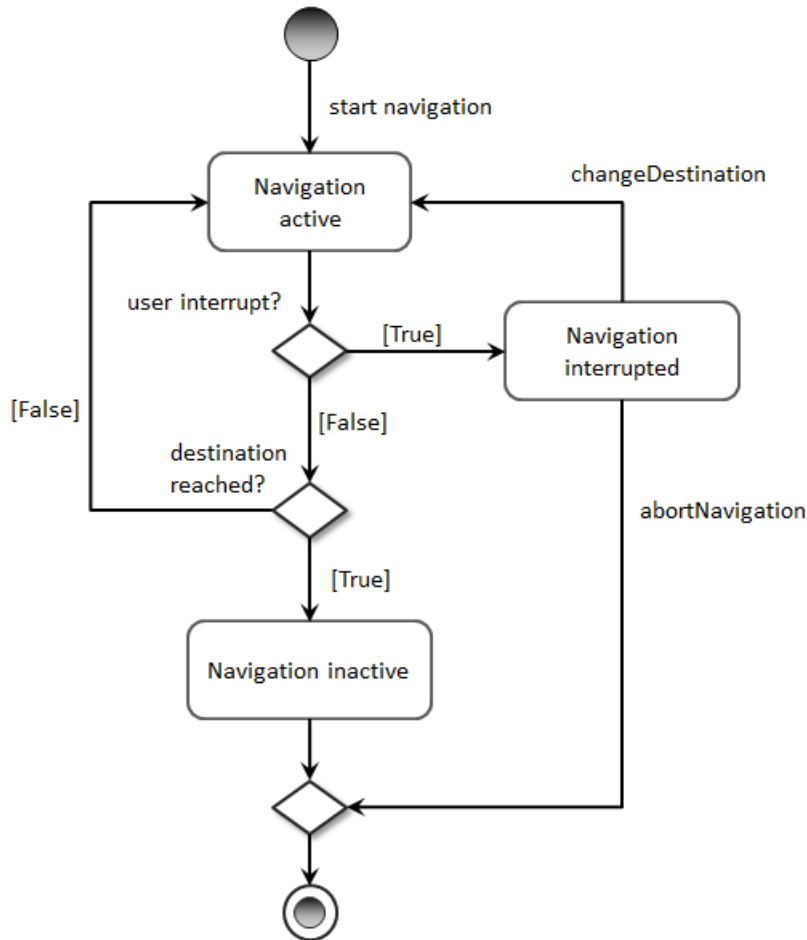 start navigation
Navigation
active
changeDestination
user interrupt?
[True]
Navigation
interrupted
[False]
[False]
destination
reached?
abortNavigation
[True]
Navigation inactive